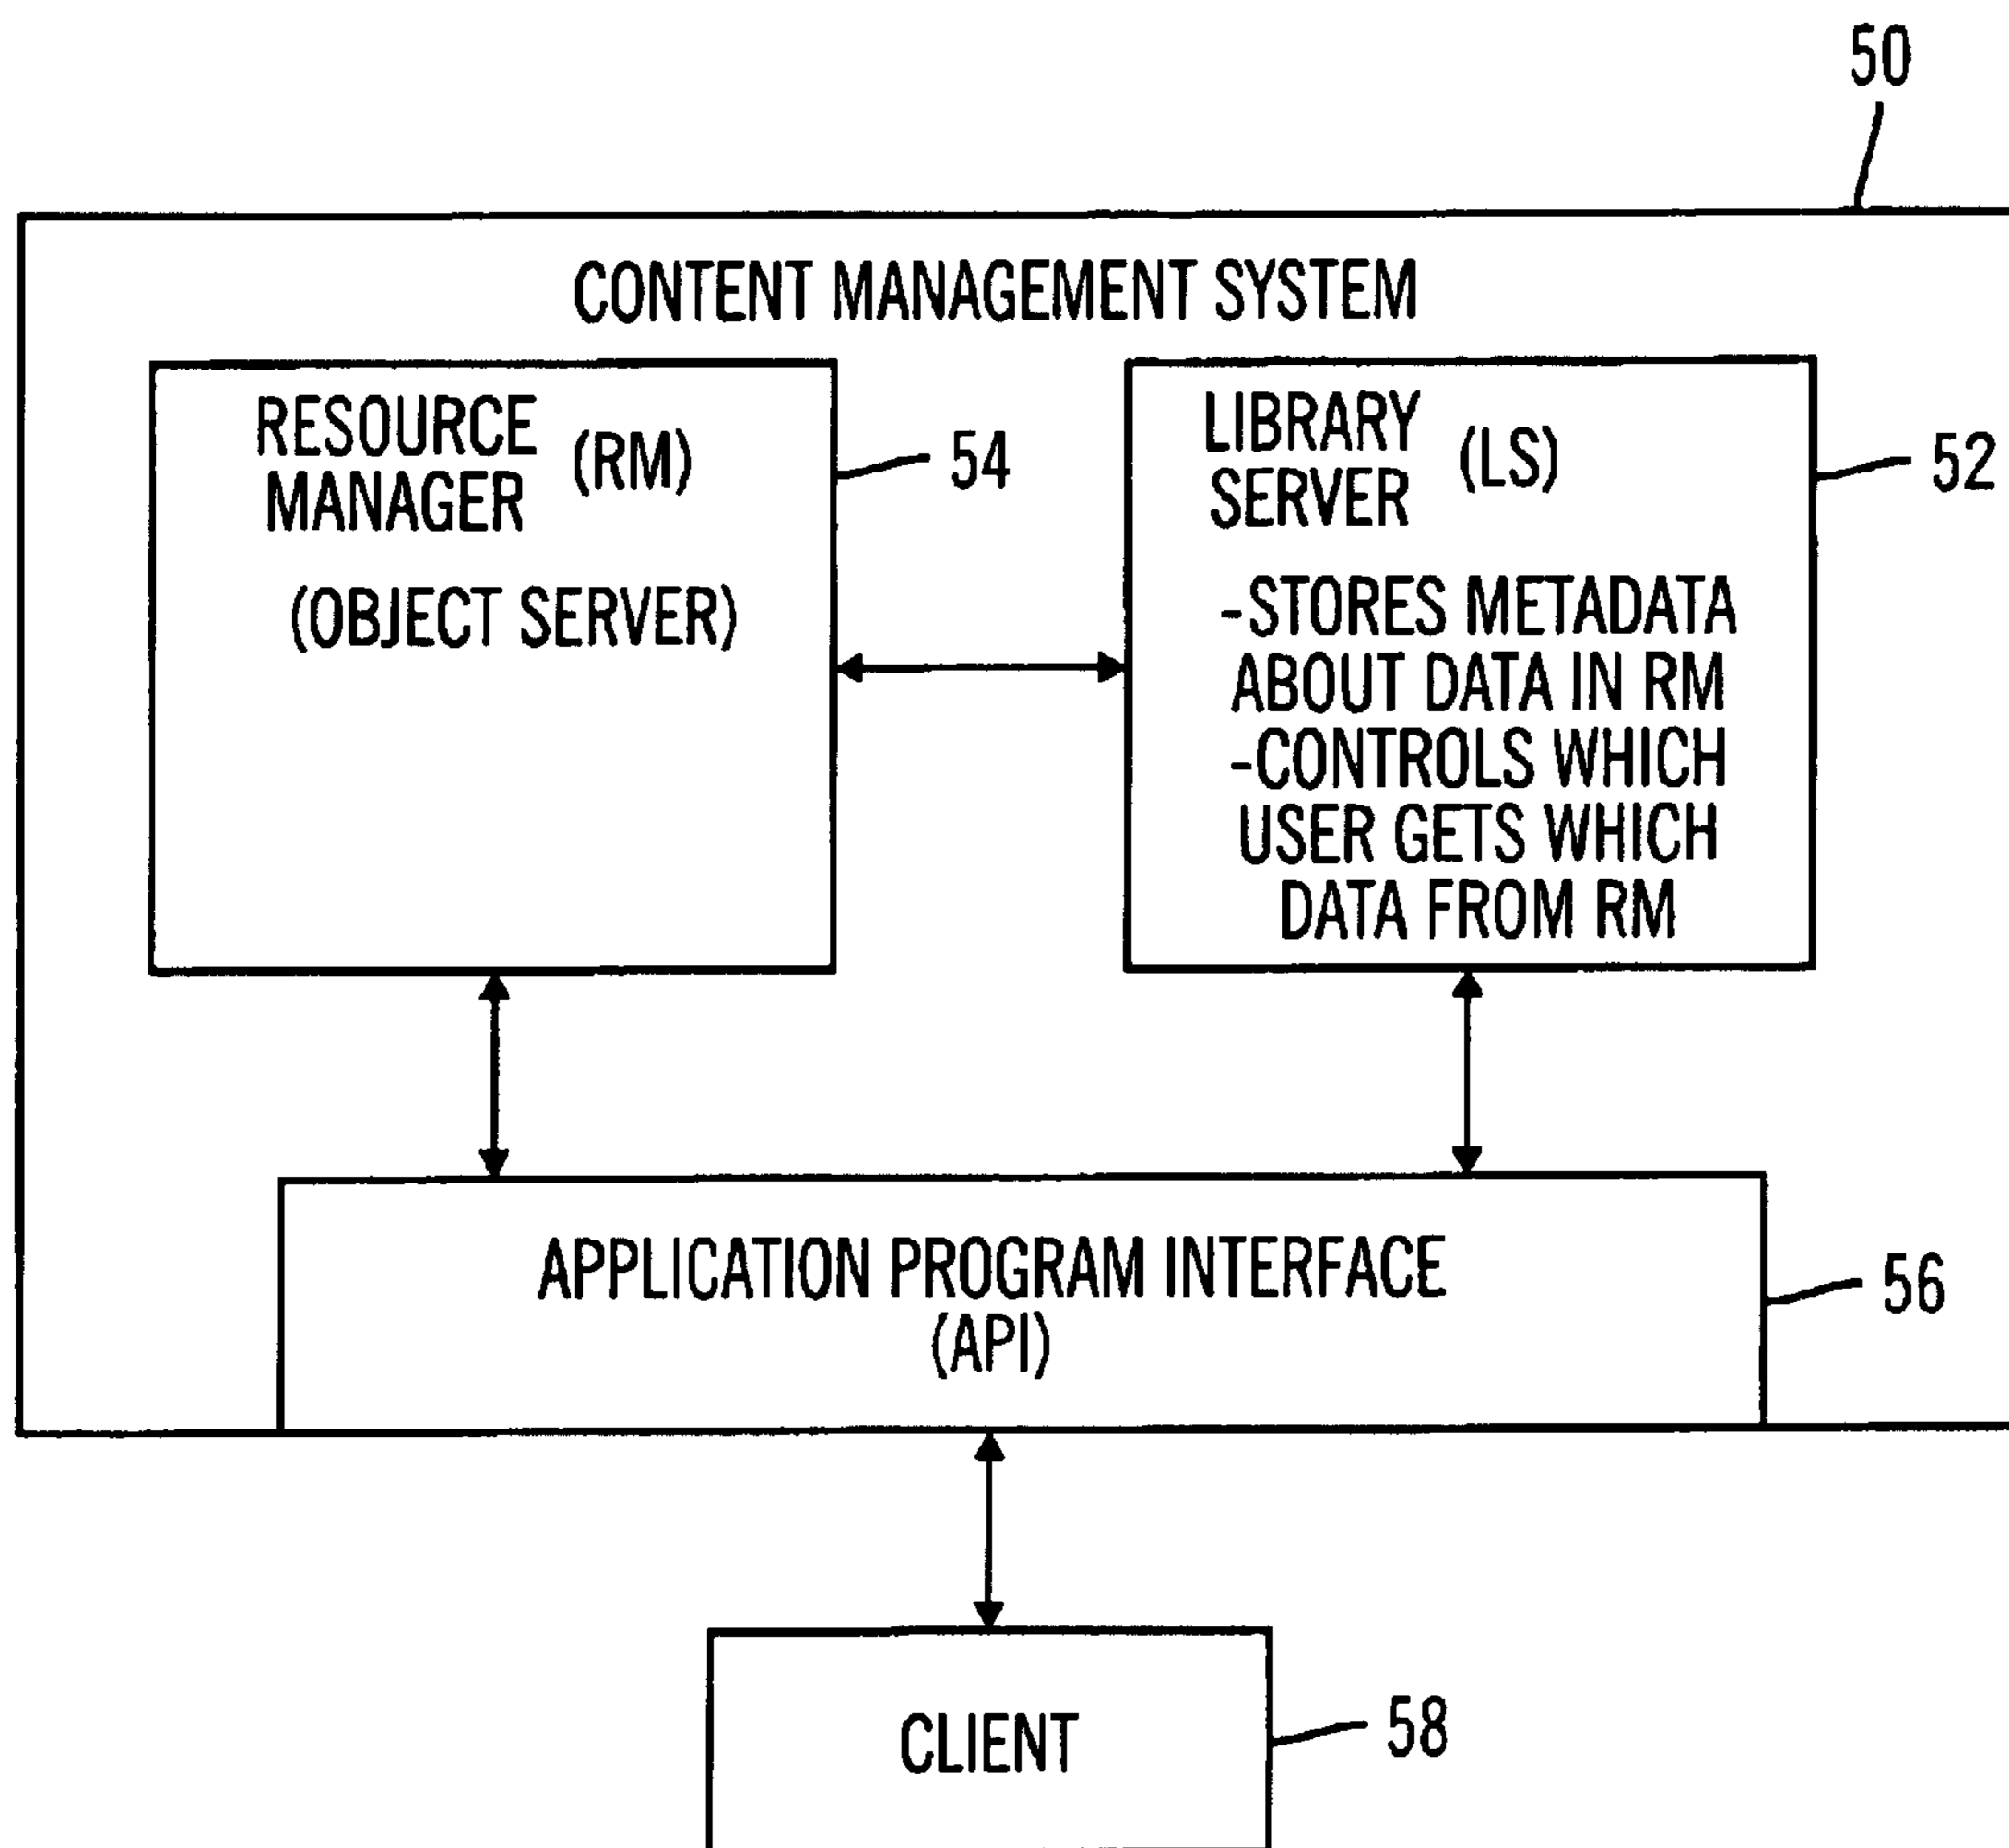 50
CONTENT MANAGEMENT SYSTEM
RESOURCE
MANAGER
(RM)
(OBJECT SERVER)
54
LIBRARY
SERVER
(LS)
-STORES METADATA
ABOUT DATA IN RM
-CONTROLS WHICH
USER GETS WHICH
DATA FROM RM
52
APPLICATION PROGRAM INTERFACE
(API)
56
CLIENT
58